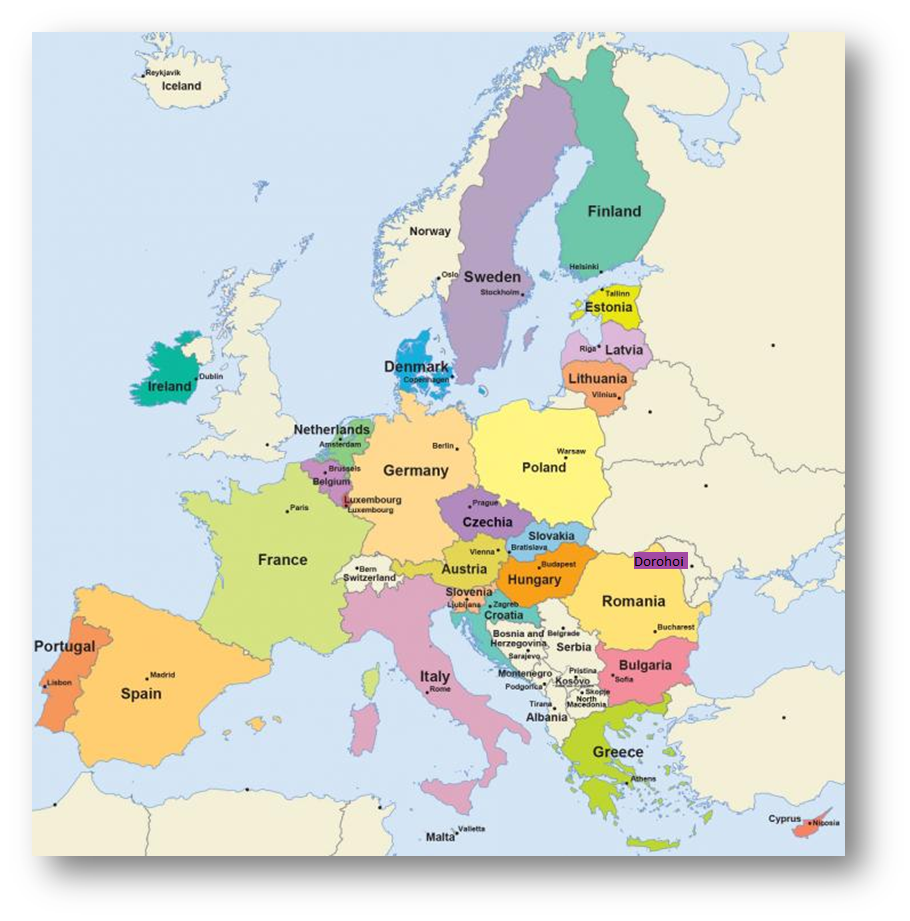 Reykjavik
Iceland
Finland
Norway
Helsinki
Oslo
Sweden
Stockholm
Tallinn
Estonia
Riga
Latvia
Denmark
Copenhagen
Lithuania
Vilnius
Ireland
Dublin
Netherlands
Amsterdam
Berlin
Warsaw
Poland
Germany
Brussels
Belgium
Luxembourg
Luxembourg
Paris
Prague
Czechia
Slovakia
Bratislava
Vienna
Austria
Dorohoi
France
Bern
Switzerland
Budapest
Hungary
Slovenia
Ljubljana
Zagreb
Croatia
Romania
Bucharest
Bosnia and
Herzegovina
Sarajevo
Belgrade
Serbia
Portugal
Lisbon
Madrid
Spain
Italy
Rome
Montenegro
Podgorica
Pristina
Kosovo
Bulgaria
Sofia
Skopje
North
Macedonia
Tirana
Albania
Greece
Athens
Malta
Valletta
Cyprus
Nicosia